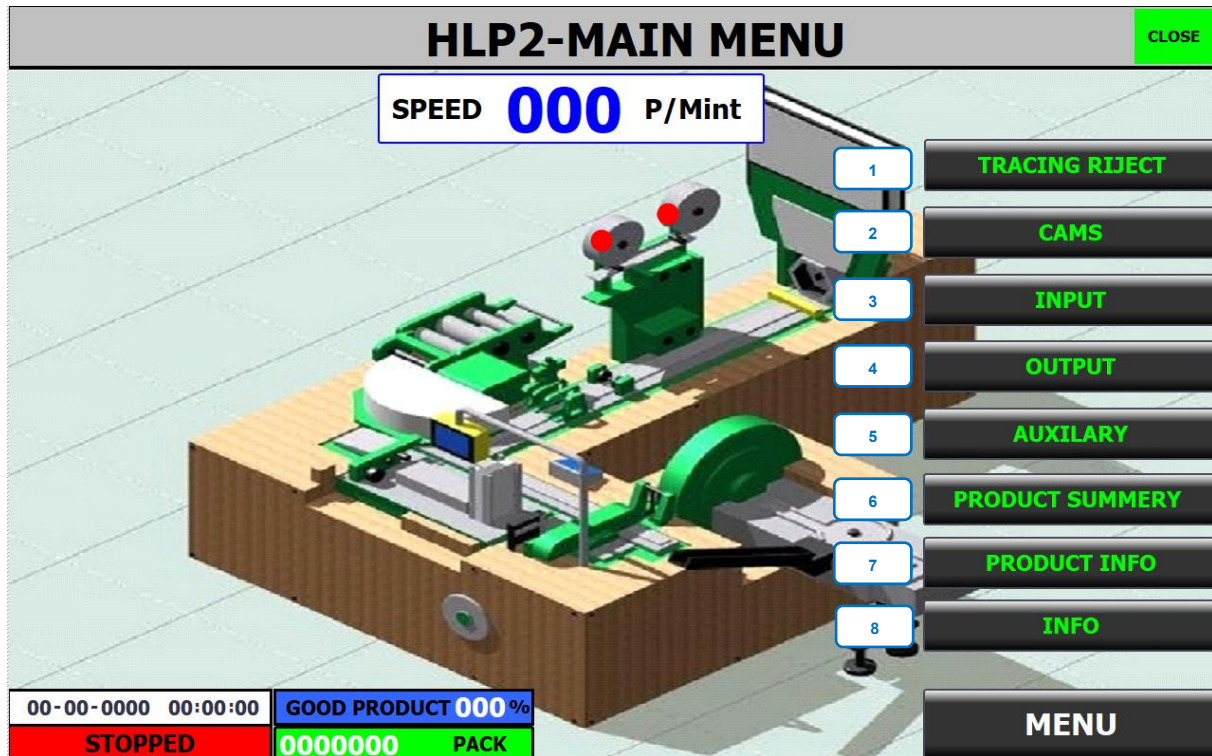 HLP2-MAIN MENU
CLOSE
SPEED 000 P/Mint
1 TRACING RIJECT
2 CAMS
3 INPUT
4 OUTPUT
5 AUXILARY
6 PRODUCT SUMMERY
7 PRODUCT INFO
8 INFO
00-00-0000 00:00:00
GOOD PRODUCT 000 %
STOPPED
0000000 PACK
MENU